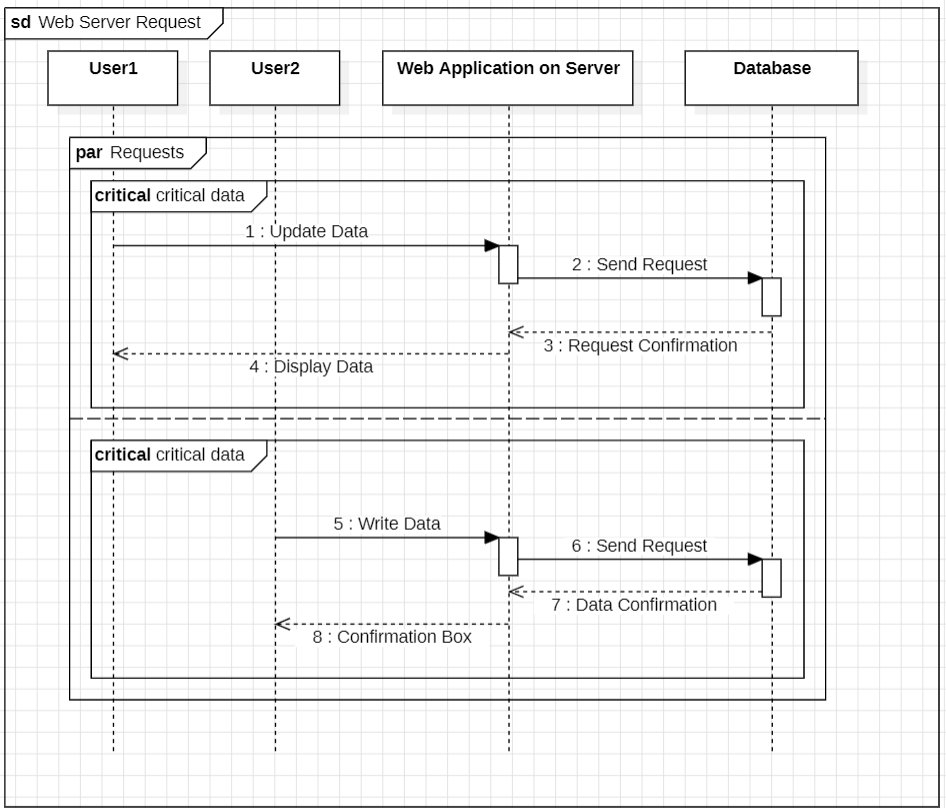 sd Web Server Request
User1
User2
Web Application on Server
Database
par Requests
critical critical data
1 : Update Data
2 : Send Request
3 : Request Confirmation
4 : Display Data
critical critical data
5 : Write Data
6 : Send Request
7 : Data Confirmation
8 : Confirmation Box